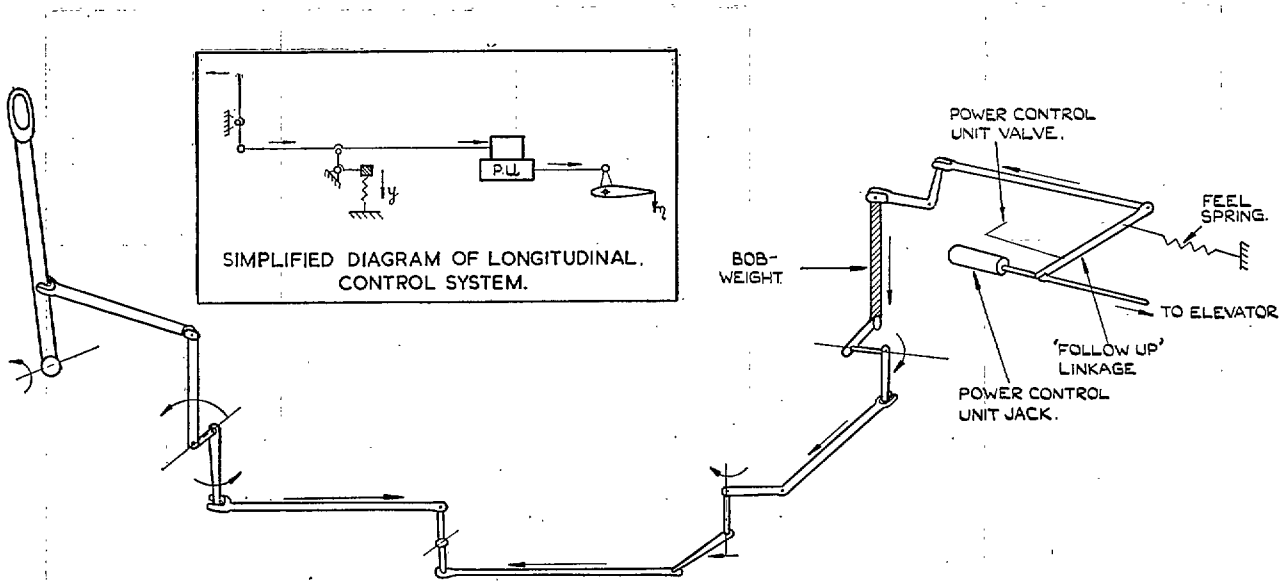 P.U.
y
η
SIMPLIFIED DIAGRAM OF LONGITUDINAL.
CONTROL SYSTEM.
POWER CONTROL
UNIT VALVE.
FEEL
SPRING.
BOB-
WEIGHT.
TO ELEVATOR
'FOLLOW UP'
LINKAGE
POWER CONTROL
UNIT JACK.